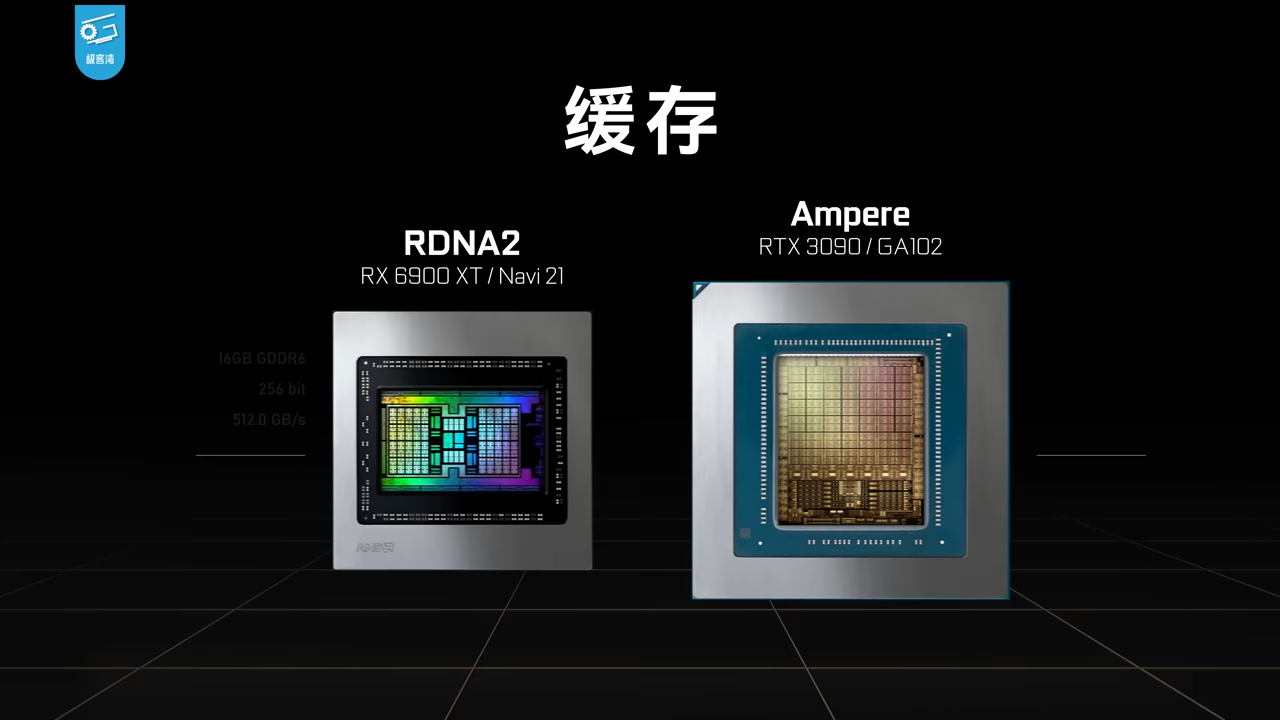 极客湾
缓存
RDNA2
RX 6900 XT / Navi 21
Ampere
RTX 3090 / GA102
16GB GDDR6
256 bit
512.0 GB/s
AMD